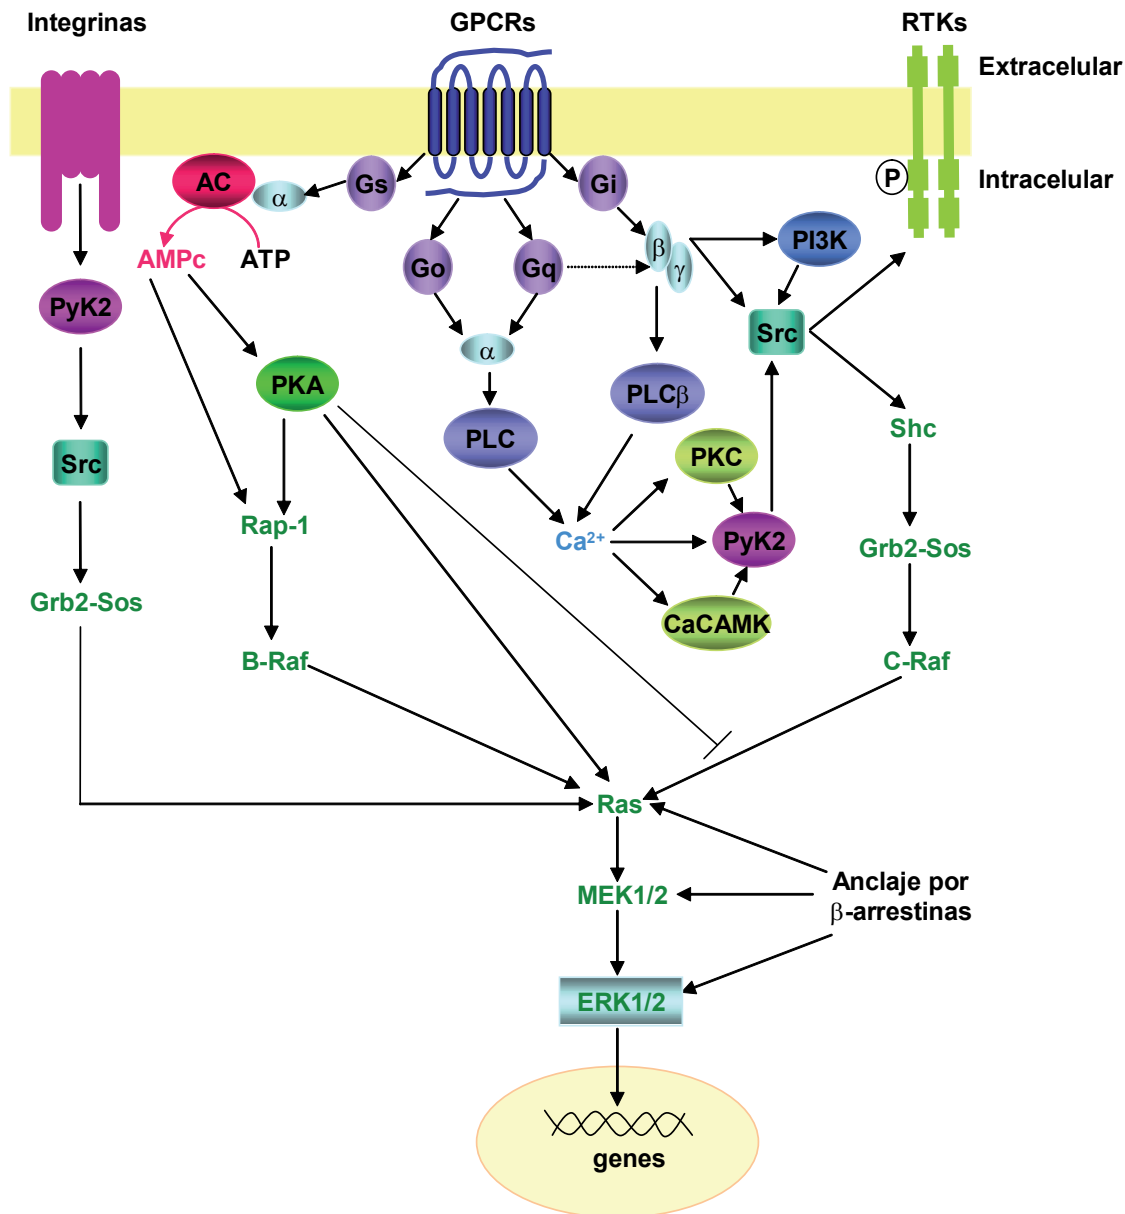 Integrinas
GPCRs
RTKs
Extracelular
Intracelular
P
AC
α
Gs
Gi
AMPc
ATP
Go
Gq
β
γ
PI3K
PyK2
Src
α
PKA
PLCβ
PLC
PKC
Shc
Src
Rap-1
Ca²⁺
PyK2
Grb2-Sos
Grb2-Sos
CaCAMK
B-Raf
C-Raf
Ras
MEK1/2
Anclaje por
β-arrestinas
ERK1/2
genes